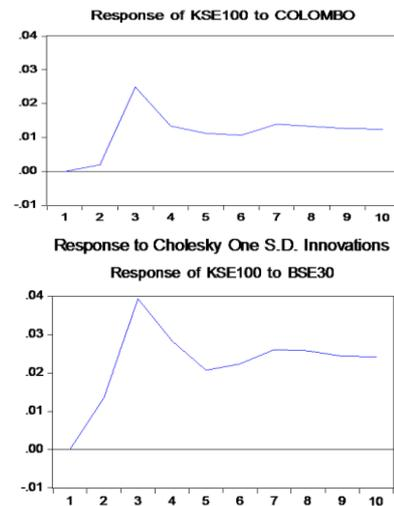 Response of KSE100 to COLOMBO
.04
.03
.02
.01
.00
-.01
1 2 3 4 5 6 7 8 9 10
Response to Cholesky One S.D. Innovations
Response of KSE100 to BSE30
.04
.03
.02
.01
.00
-.01
1 2 3 4 5 6 7 8 9 10